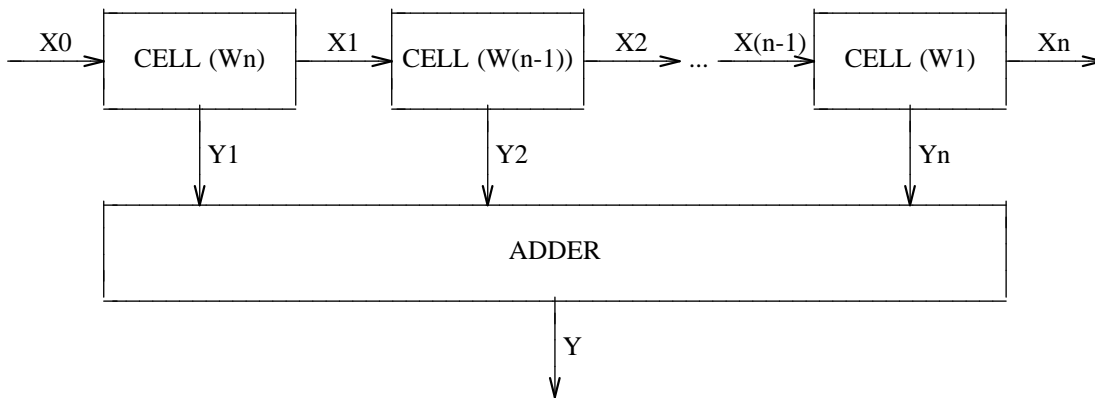 X0 CELL (Wn) X1 CELL (W(n-1)) X2 ... X(n-1) CELL (W1) Xn
Y1 Y2 Yn
ADDER
Y